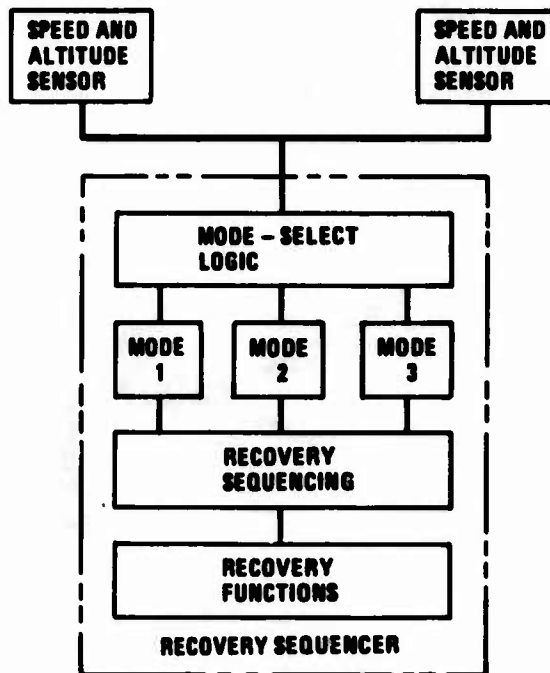 SPEED AND
ALTITUDE
SENSOR
SPEED AND
ALTITUDE
SENSOR
MODE - SELECT
LOGIC
MODE
1
MODE
2
MODE
3
RECOVERY
SEQUENCING
RECOVERY
FUNCTIONS
RECOVERY SEQUENCER